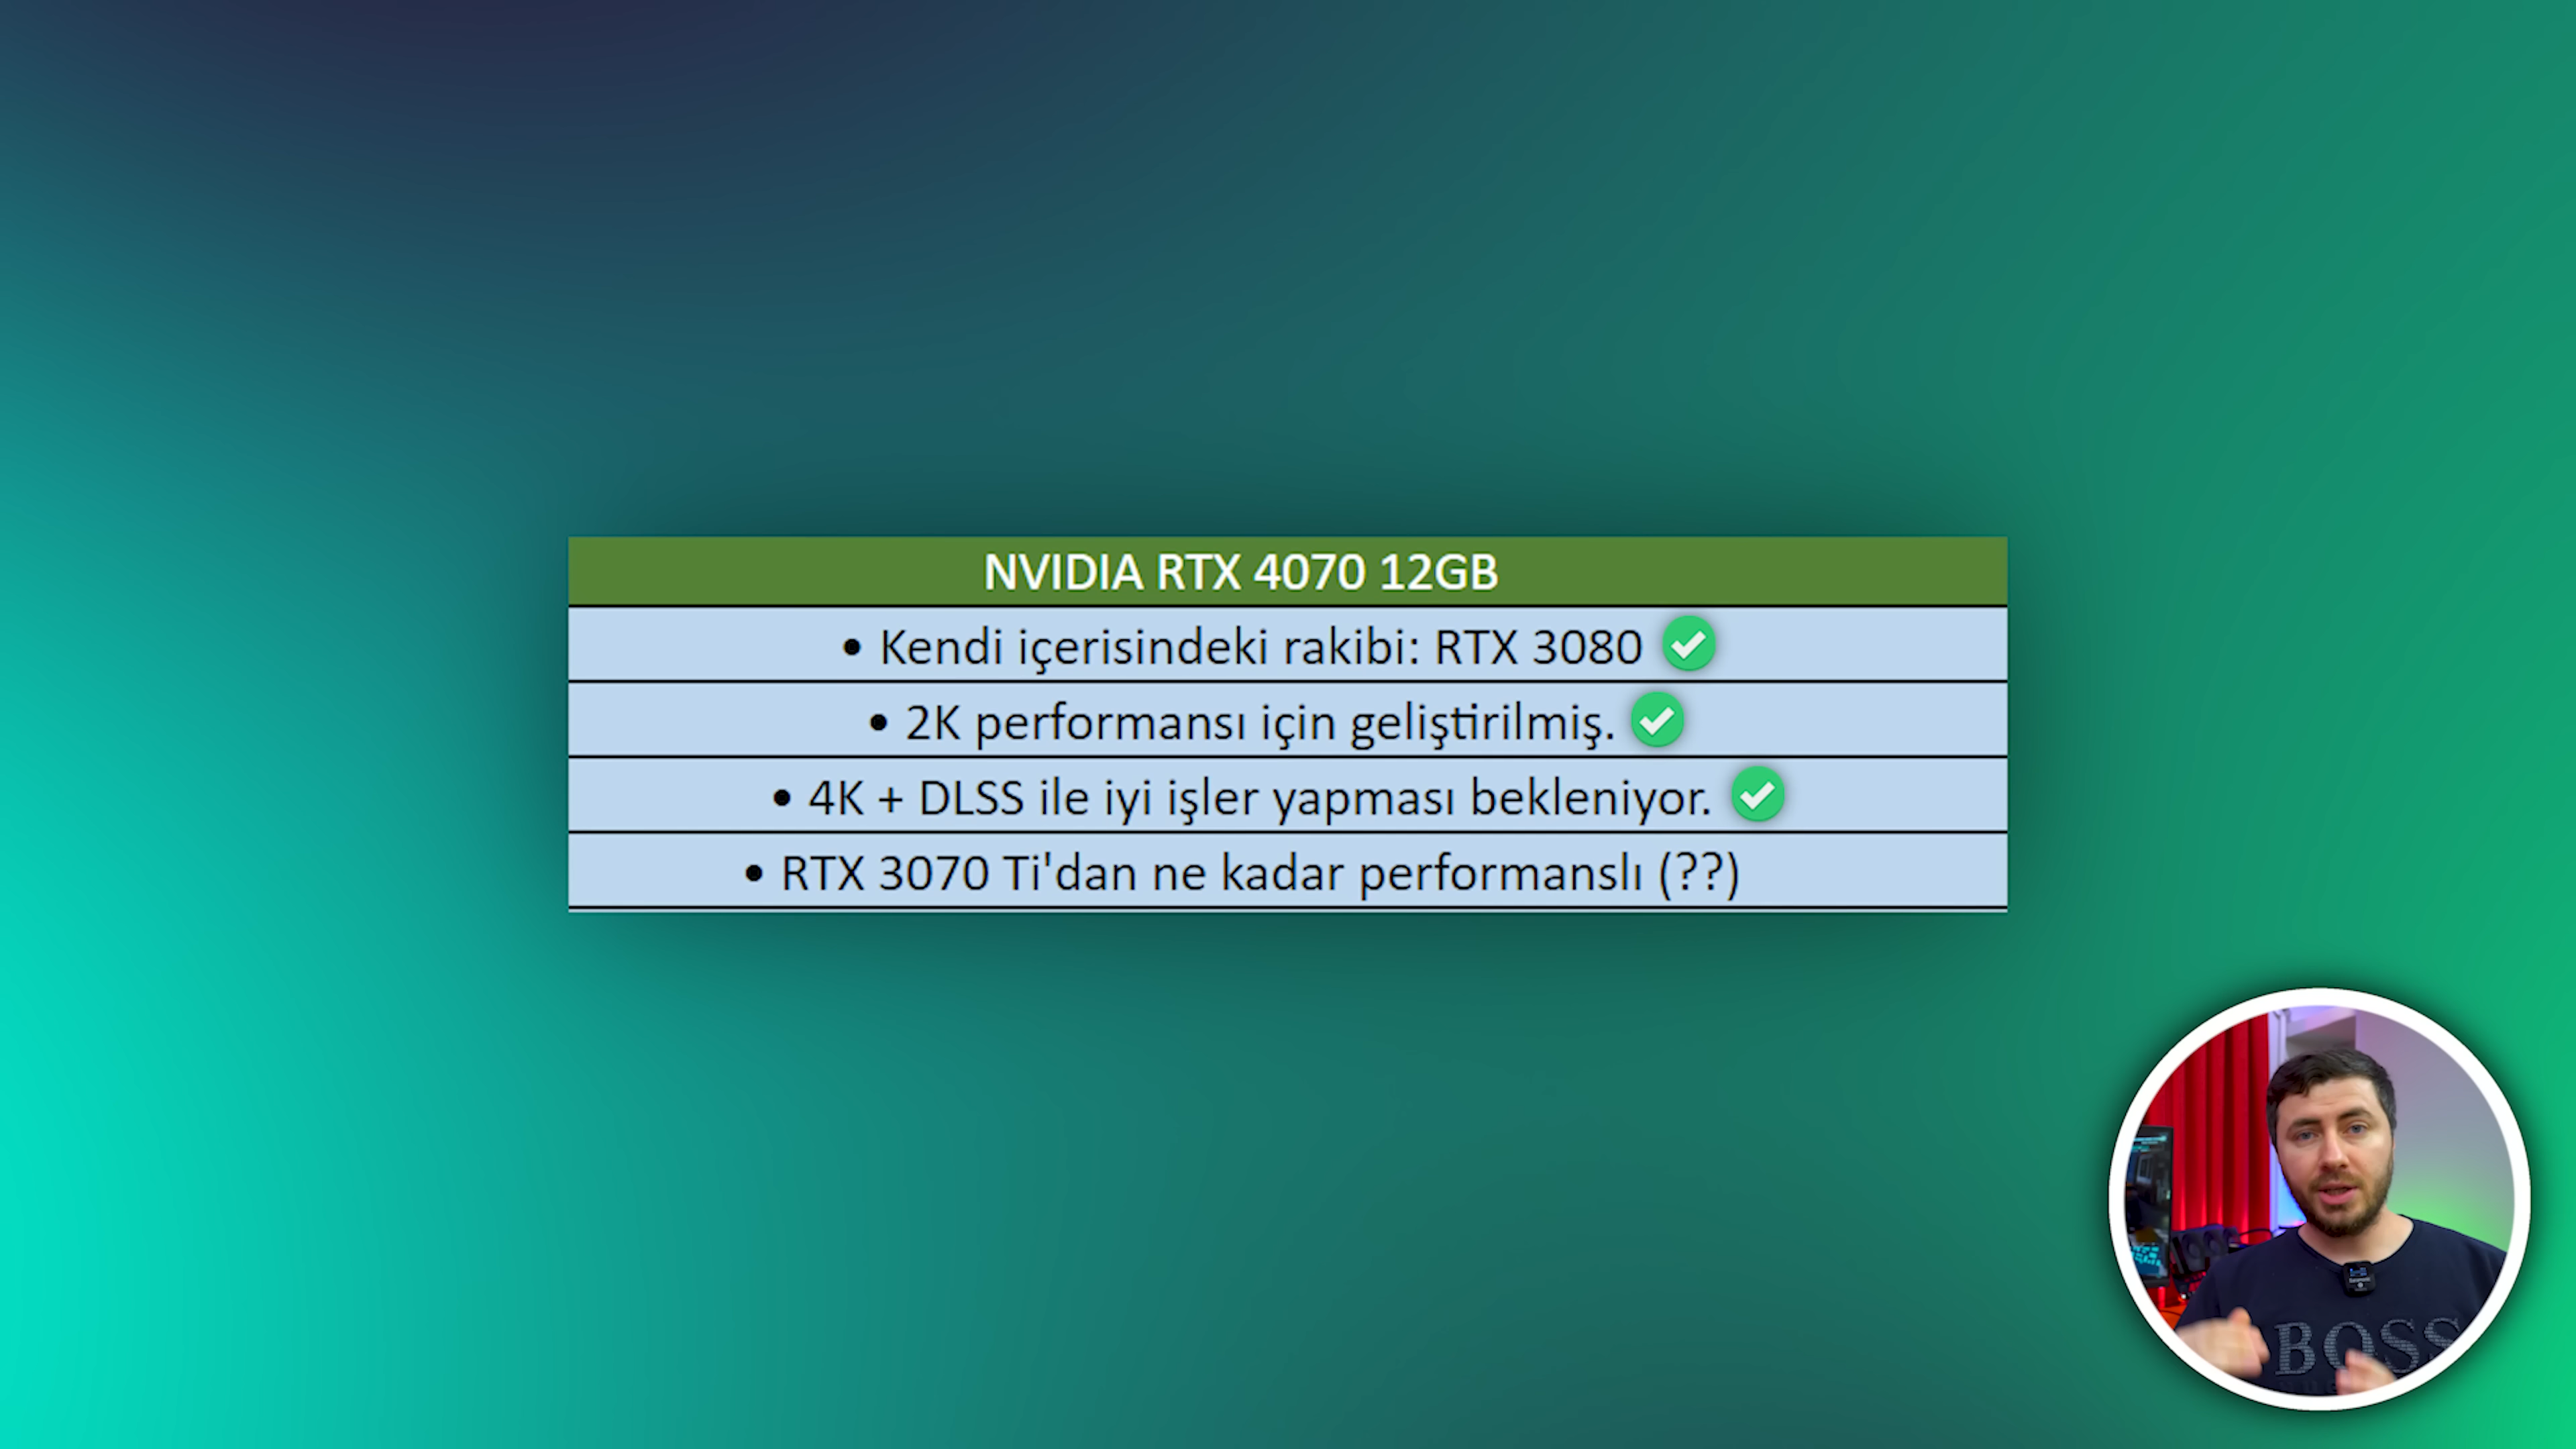 NVIDIA RTX 4070 12GB
• Kendi içerisindeki rakibi: RTX 3080
• 2K performansı için geliştirilmiş.
• 4K + DLSS ile iyi işler yapması bekleniyor.
• RTX 3070 Ti'dan ne kadar performanslı (??)
BOSS